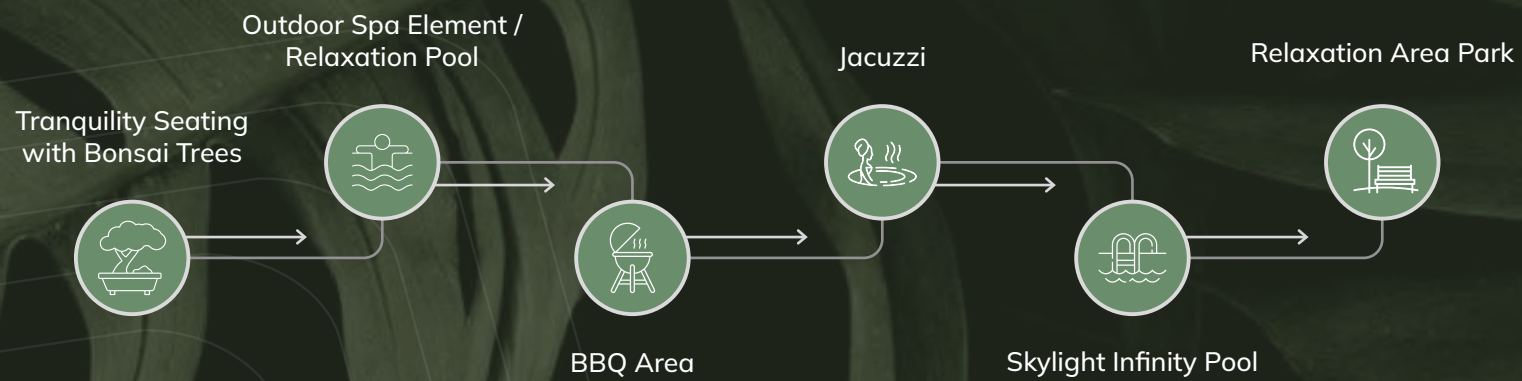 Tranquility Seating
with Bonsai Trees
Outdoor Spa Element /
Relaxation Pool
BBQ Area
Jacuzzi
Skylight Infinity Pool
Relaxation Area Park